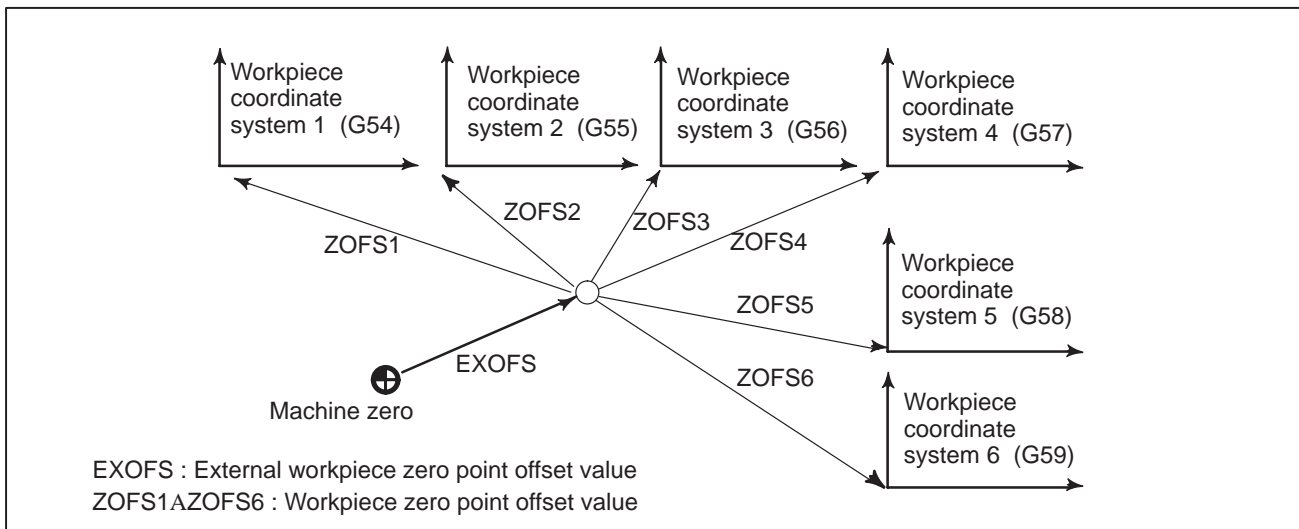 Workpiece
coordinate
system 1 (G54)
Workpiece
coordinate
system 2 (G55)
Workpiece
coordinate
system 3 (G56)
Workpiece
coordinate
system 4 (G57)
ZOFS1
ZOFS2
ZOFS3
ZOFS4
ZOFS5
Workpiece
coordinate
system 5 (G58)
EXOFS
ZOFS6
Machine zero
Workpiece
coordinate
system 6 (G59)
EXOFS : External workpiece zero point offset value
ZOFS1AZOFS6 : Workpiece zero point offset value